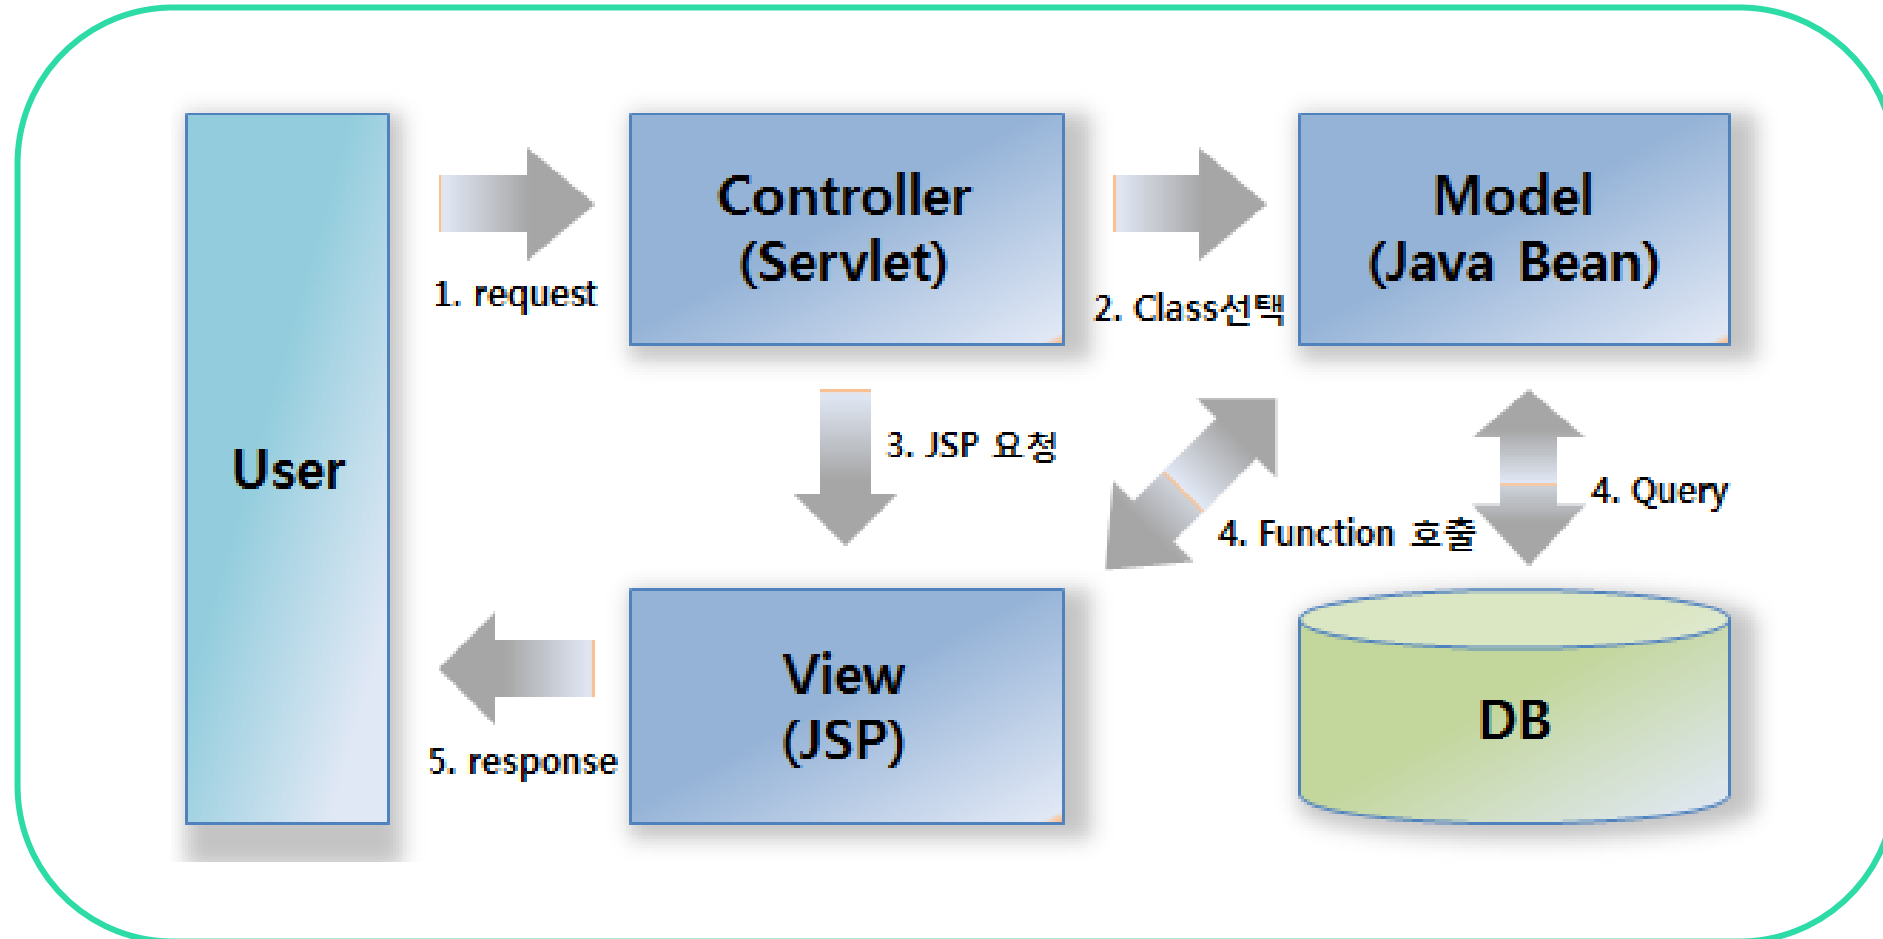 Controller
(Servlet)
Model
(Java Bean)
1. request
2. Class선택
User
3. JSP 요청
4. Function 호출
4. Query
View
(JSP)
DB
5. response